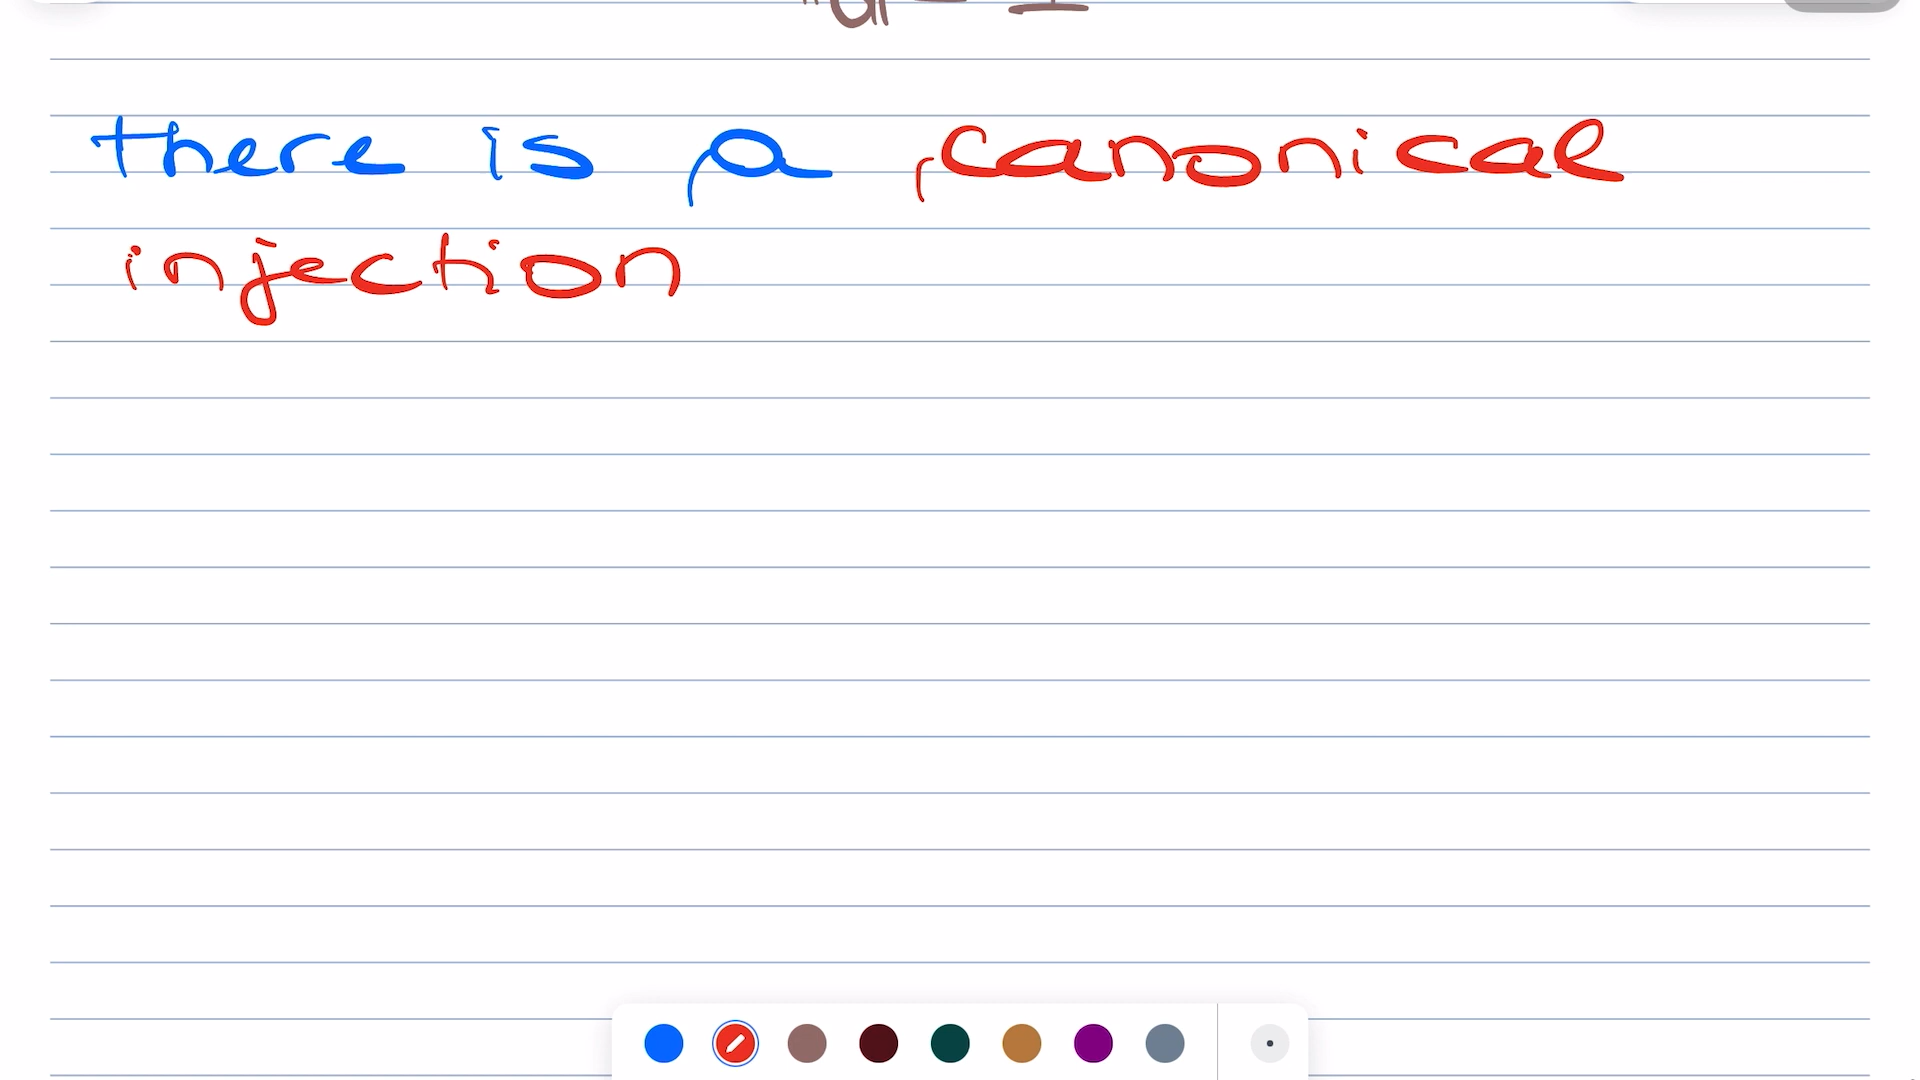 there is a canonical
injection